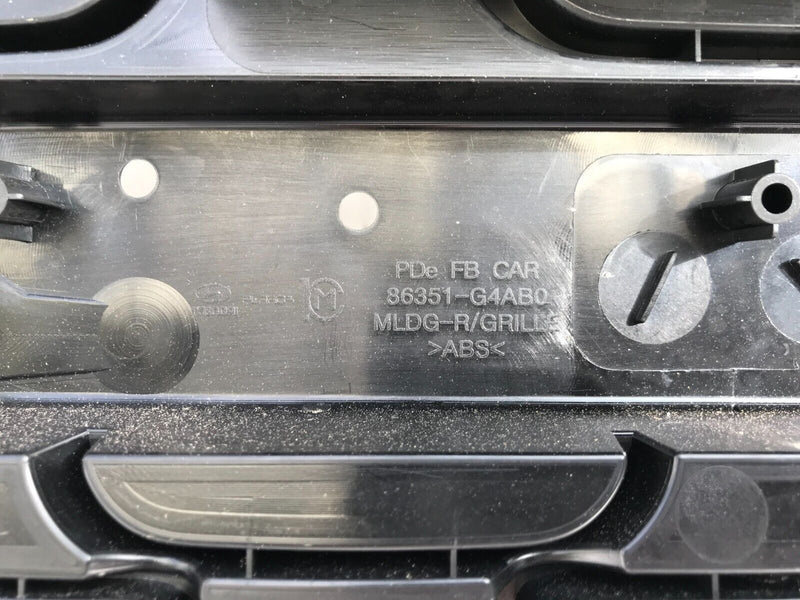 PDe FB CAR
86351-G4AB0
MLDG-R/GRILLE
>ABS<
M